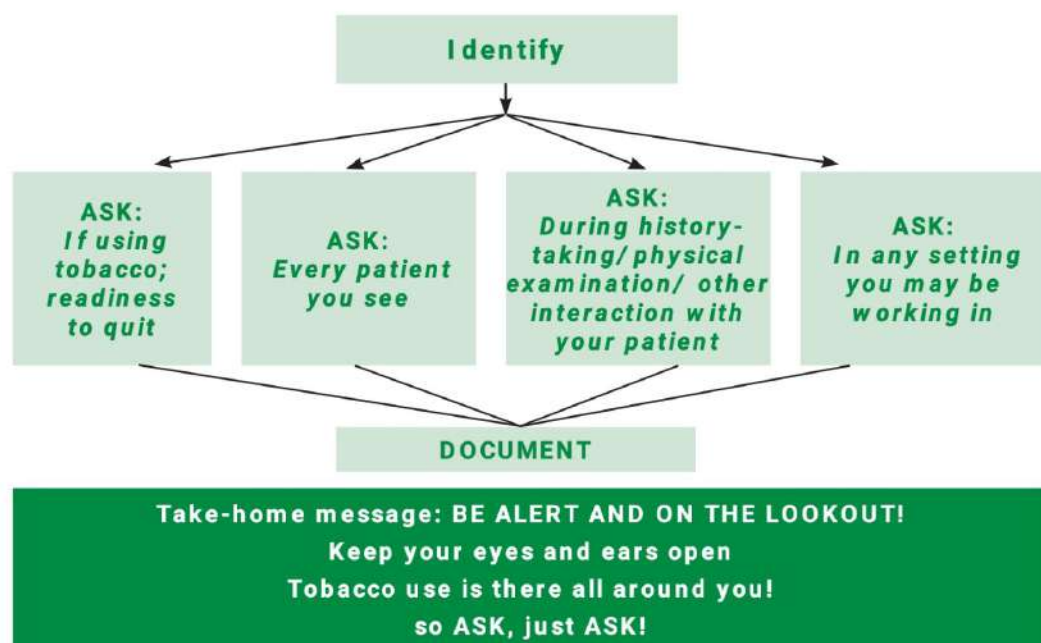 Identify
ASK:
If using
tobacco;
readiness
to quit
ASK:
Every patient
you see
ASK:
During history-
taking/ physical
examination/ other
interaction with
your patient
ASK:
In any setting
you may be
working in
DOCUMENT
Take-home message: BE ALERT AND ON THE LOOKOUT!
Keep your eyes and ears open
Tobacco use is there all around you!
so ASK, just ASK!